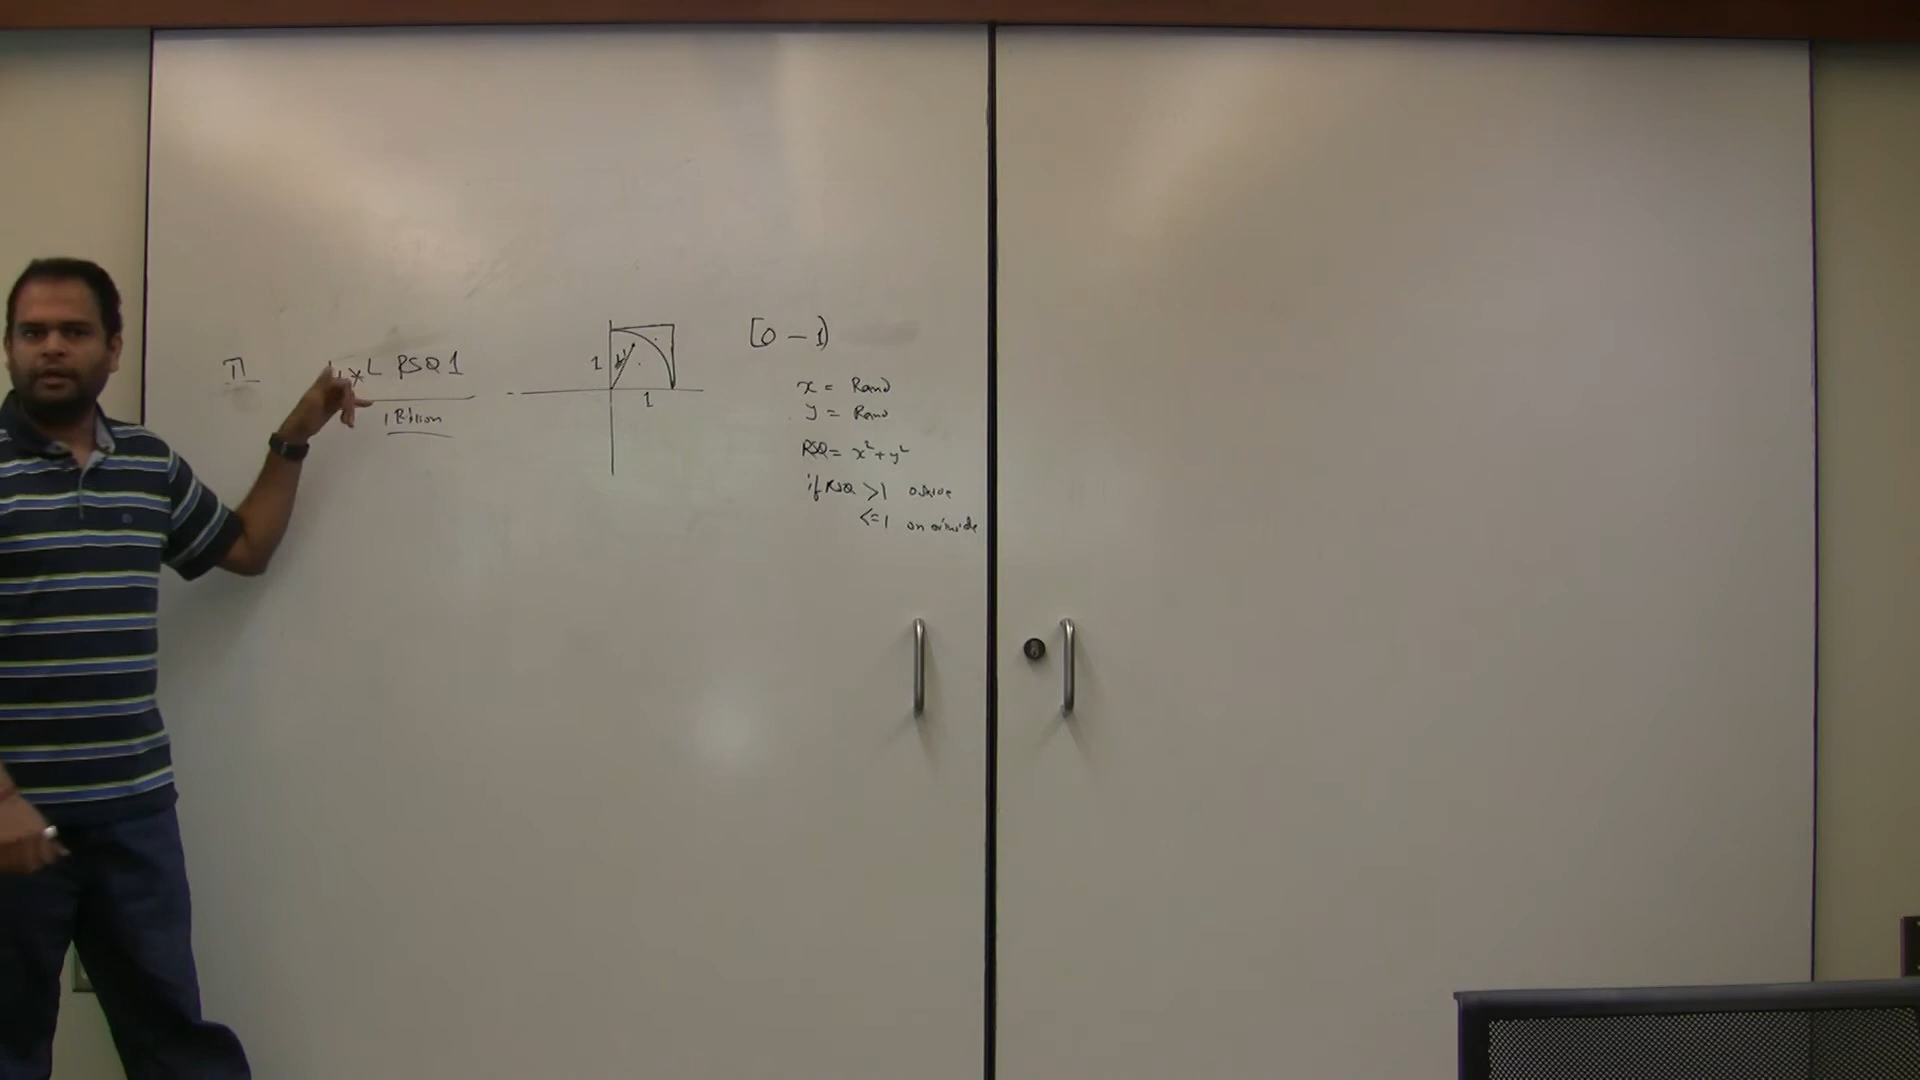 π
4 x L RSQ 1
1 Billion
1
1
[0 - 1)
x = Rand
y = Rand
RSQ = x² + y²
if RSQ >1 outside
<=1 on or inside